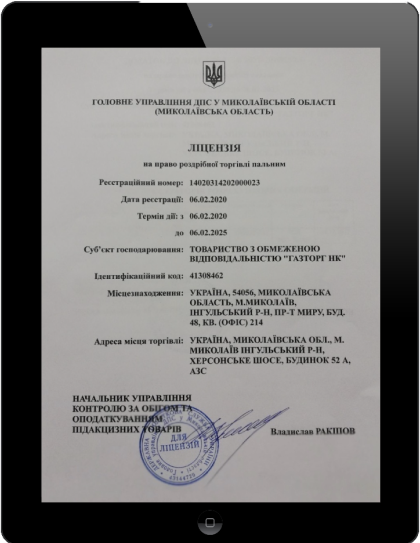 ГОЛОВНЕ УПРАВЛІННЯ ДПС У МИКОЛАЇВСЬКІЙ ОБЛАСТІ
(МИКОЛАЇВСЬКА ОБЛАСТЬ)
ЛІЦЕНЗІЯ
на право роздрібної торгівлі пальним
Реєстраційний номер: 14020314202000023
Дата реєстрації: 06.02.2020
Термін дії: з 06.02.2020
до 06.02.2025
Суб'єкт господарювання: ТОВАРИСТВО З ОБМЕЖЕНОЮ
ВІДПОВІДАЛЬНІСТЮ "ГАЗТОРГ НК"
Ідентифікаційний код: 41308462
Місцезнаходження: УКРАЇНА, 54056, МИКОЛАЇВСЬКА
ОБЛАСТЬ, М.МИКОЛАЇВ,
ІНГУЛЬСЬКИЙ Р-Н, ПР-Т МИРУ, БУД.
48, КВ. (ОФІС) 214
Адреса місця торгівлі: УКРАЇНА, МИКОЛАЇВСЬКА ОБЛ., М.
МИКОЛАЇВ ІНГУЛЬСЬКИЙ Р-Н,
ХЕРСОНСЬКЕ ШОСЕ, БУДИНОК 52 А,
АЗС
НАЧАЛЬНИК УПРАВЛІННЯ
КОНТРОЛЮ ЗА ОБІГОМ ТА
ОПОДАТКУВАННЯМ
ПІДАКЦИЗНИХ ТОВАРІВ Владислав РАКІПОВ
ДЛЯ
ЛІЦЕНЗІЙ